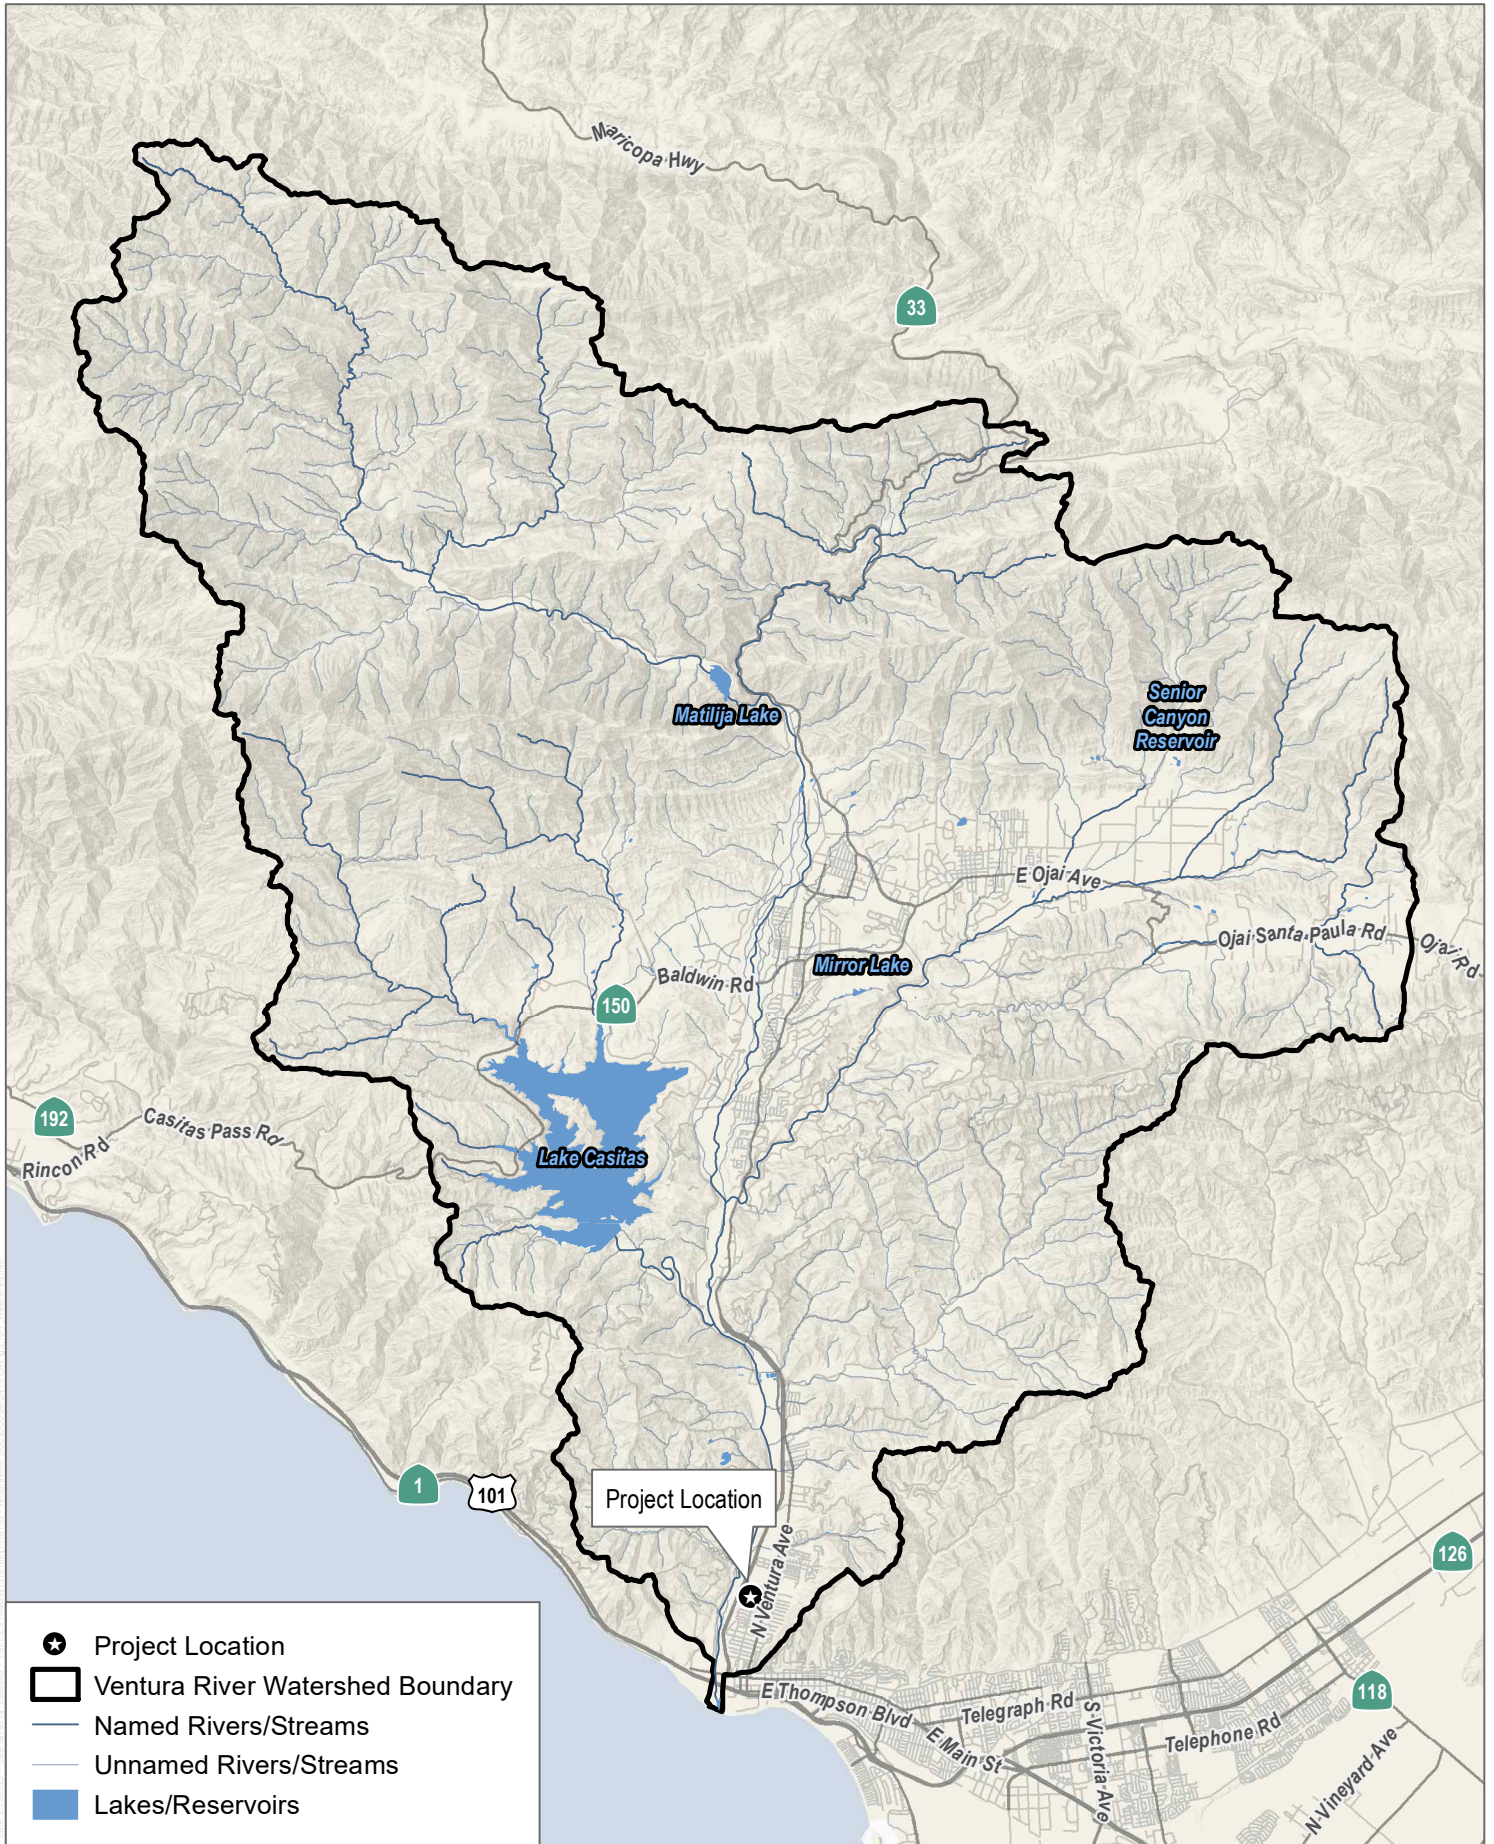 Maricopa Hwy
33
Matilija Lake
Senior
Canyon
Reservoir
E Ojai Ave
Ojai Santa Paula Rd
Ojai Rd
Mirror Lake
Baldwin Rd
150
192
Casitas Pass Rd
Rincon Rd
Lake Casitas
1
101
Project Location
N Ventura Ave
126
E Thompson Blvd
Telegraph Rd
118
E Main St
S Victoria Ave
Telephone Rd
N Vineyard Ave
Project Location
Ventura River Watershed Boundary
Named Rivers/Streams
Unnamed Rivers/Streams
Lakes/Reservoirs